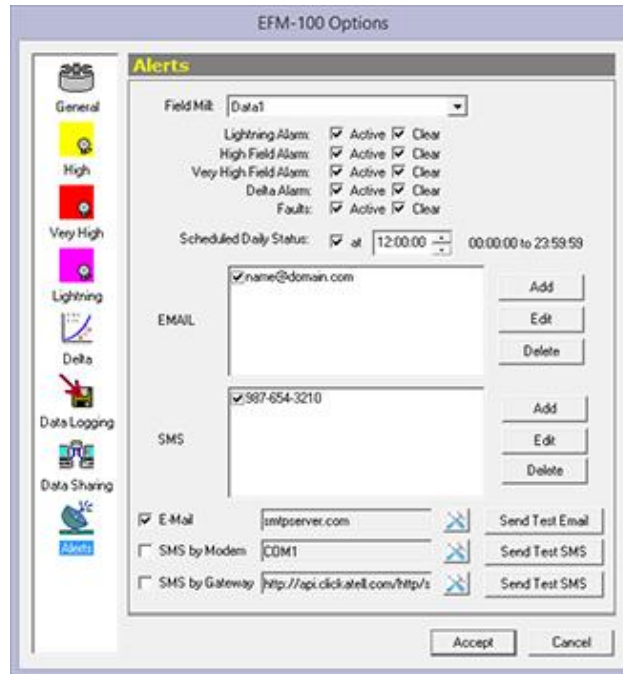 EFM-100 Options
General
High
Very High
Lightning
Delta
Data Logging
Data Sharing
Alerts
Alerts
Field Mill: Data1
Lightning Alarm: Active Clear
High Field Alarm: Active Clear
Very High Field Alarm: Active Clear
Delta Alarm: Active Clear
Faults: Active Clear
Scheduled Daily Status: at 12:00:00 00:00:00 to 23:59:59
EMAIL name@domain.com Add
Edit
Delete
SMS 987-654-3210 Add
Edit
Delete
E-Mail smtpserver.com Send Test Email
SMS by Modem COM1 Send Test SMS
SMS by Gateway http://api.clickatell.com/http/s Send Test SMS
Accept Cancel